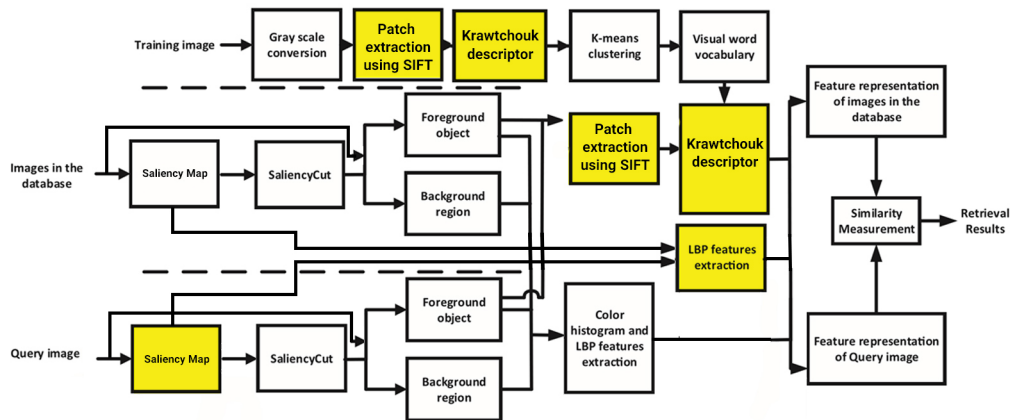 Training image
Gray scale
conversion
Patch
extraction
using SIFT
Krawtchouk
descriptor
K-means
clustering
Visual word
vocabulary
Images in the
database
Saliency Map
SaliencyCut
Foreground
object
Background
region
Patch
extraction
using SIFT
Krawtchouk
descriptor
LBP features
extraction
Feature representation
of images in the
database
Similarity
Measurement
Retrieval
Results
Query image
Saliency Map
SaliencyCut
Foreground
object
Background
region
Color
histogram and
LBP features
extraction
Feature representation
of Query image